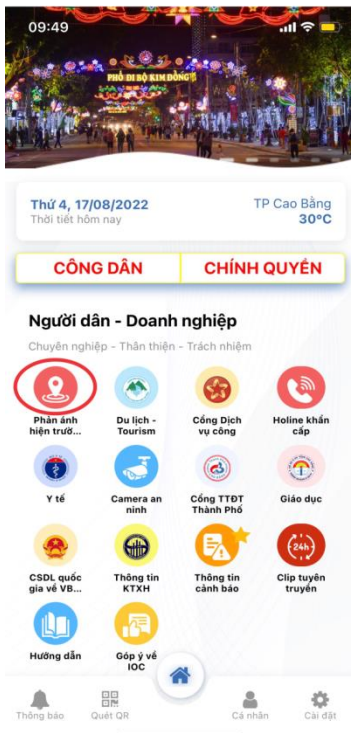 09:49
PHỐ ĐI BỘ KIM ĐỒNG
Thứ 4, 17/08/2022
TP Cao Bằng
Thời tiết hôm nay
30°C
CÔNG DÂN
CHÍNH QUYỀN
Người dân - Doanh nghiệp
Chuyên nghiệp - Thân thiện - Trách nhiệm
Phản ánh
hiện trườ...
Du lịch -
Tourism
Cổng Dịch
vụ công
Holine khẩn
cấp
Y tế
Camera an
ninh
Cổng TTĐT
Thành Phố
Giáo dục
24h
CSDL quốc
gia về VB...
Thông tin
KTXH
Thông tin
cảnh báo
Clip tuyên
truyền
Hướng dẫn
Góp ý về
IOC
Thông báo
Quét QR
Cá nhân
Cài đặt